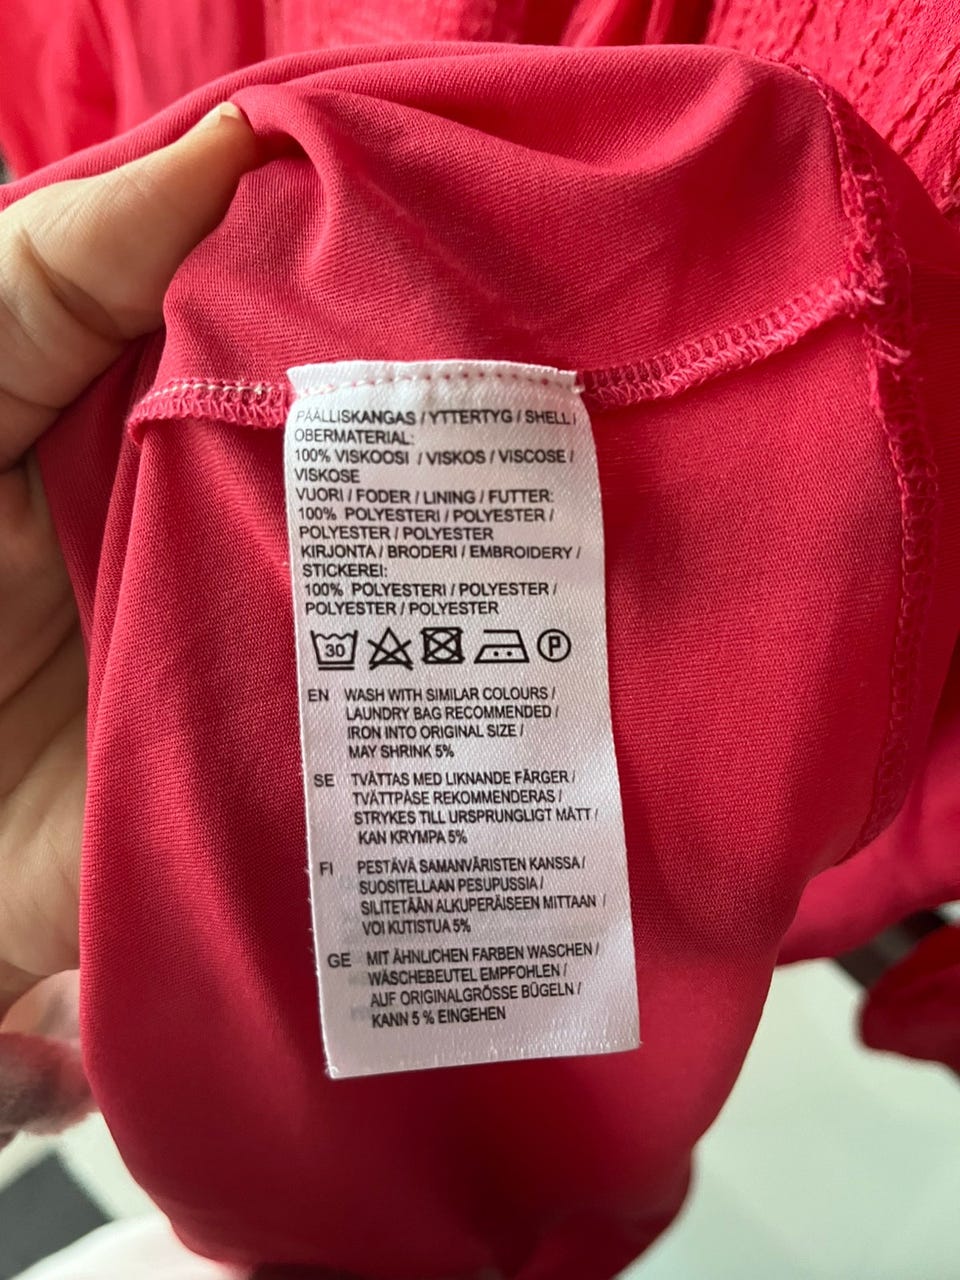 PÄÄLLISKANGAS / YTTERTYG / SHELL /
OBERMATERIAL:
100% VISKOOSI / VISKOS / VISCOSE /
VISKOSE
VUORI / FODER / LINING / FUTTER:
100% POLYESTERI / POLYESTER /
POLYESTER / POLYESTER
KIRJONTA / BRODERI / EMBROIDERY /
STICKEREI:
100% POLYESTERI / POLYESTER /
POLYESTER / POLYESTER
30 P
EN WASH WITH SIMILAR COLOURS /
LAUNDRY BAG RECOMMENDED /
IRON INTO ORIGINAL SIZE /
MAY SHRINK 5%
SE TVÄTTAS MED LIKNANDE FÄRGER /
TVÄTTPÅSE REKOMMENDERAS /
STRYKES TILL URSPRUNGLIGT MÅTT /
KAN KRYMPA 5%
FI PESTÄVÄ SAMANVÄRISTEN KANSSA /
SUOSITELLAAN PESUPUSSIA /
SILITETÄÄN ALKUPERÄISEEN MITTAAN /
VOI KUTISTUA 5%
GE MIT ÄHNLICHEN FARBEN WASCHEN /
WÄSCHEBEUTEL EMPFOHLEN /
AUF ORIGINALGRÖSSE BÜGELN /
KANN 5 % EINGEHEN